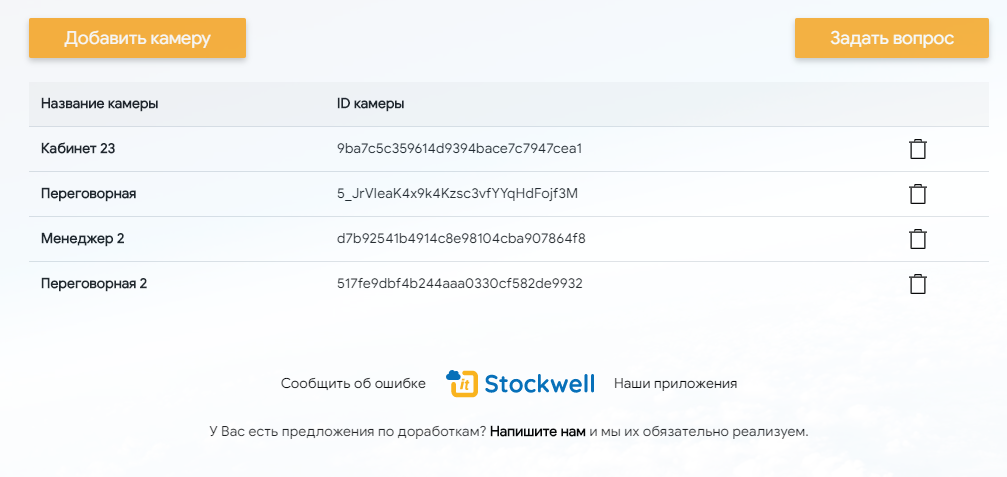 Добавить камеру
Задать вопрос
Название камеры ID камеры
Кабинет 23 9ba7c5c359614d9394bace7c7947cea1
Переговорная 5_JrVIeaK4x9k4Kzsc3vfYYqHdFojf3M
Менеджер 2 d7b92541b4914c8e98104cba907864f8
Переговорная 2 517fe9dbf4b244aaa0330cf582de9932
Сообщить об ошибке it Stockwell Наши приложения
У Вас есть предложения по доработкам? Напишите нам и мы их обязательно реализуем.